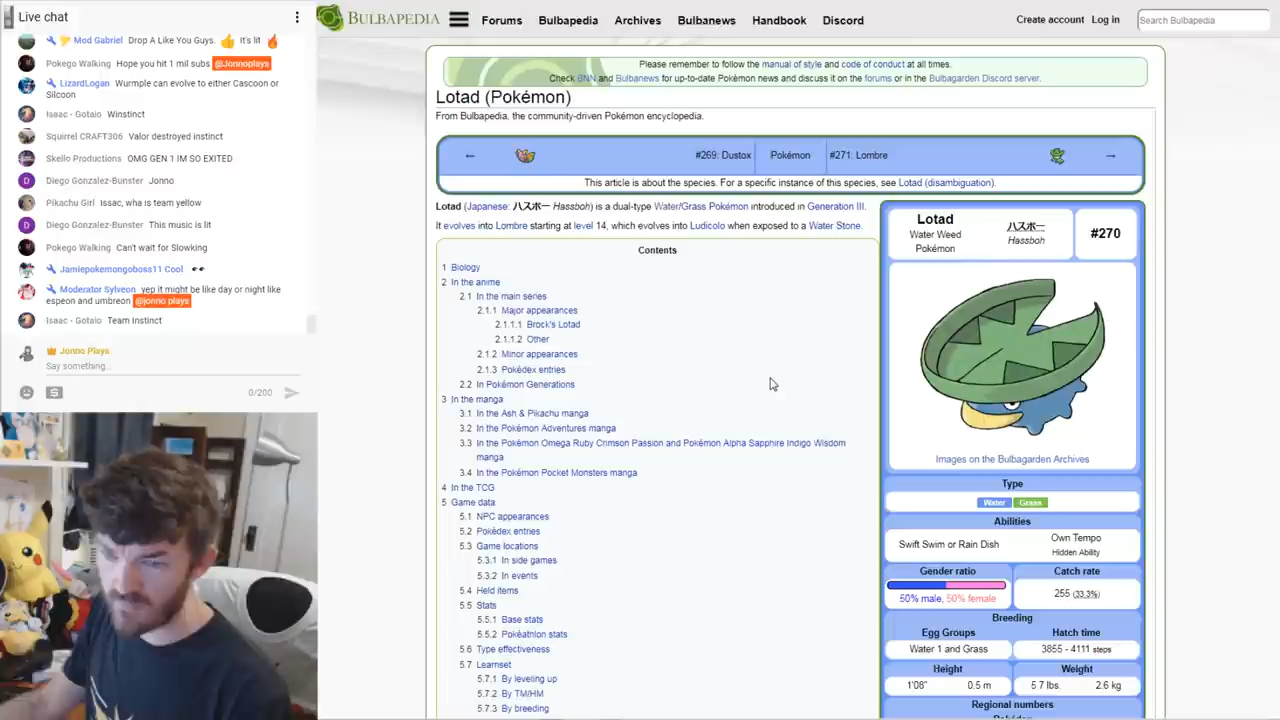 Live chat
Mod Gabriel Drop A Like You Guys. 👍 It's lit 🔥
Pokego Walking Hope you hit 1 mil subs @Jonnoplays
LizardLogan Wurmple can evolve to either Cascoon or
Silcoon
Isaac - Gotaio Winstinct
Squirrel CRAFT306 Valor destroyed instinct
Skello Productions OMG GEN 1 IM SO EXITED
Diego Gonzalez-Bunster Jonno
Pikachu Girl Issac, wha is team yellow
Diego Gonzalez-Bunster This music is lit
Pokego Walking Can't wait for Slowking
Jamiepokemongoboss11 Cool 👀
Moderator Sylveon yep it might be like day or night like
espeon and umbreon @jonno plays
Isaac - Gotaio Team Instinct
Jonno Plays
Say something...
0/200
BULBAPEDIA
Forums Bulbapedia Archives Bulbanews Handbook Discord
Create account Log in Search Bulbapedia
Please remember to follow the manual of style and code of conduct at all times.
Check BNN and Bulbanews for up-to-date Pokémon news and discuss it on the forums or in the Bulbagarden Discord server.
Lotad (Pokémon)
From Bulbapedia, the community-driven Pokémon encyclopedia.
← #269: Dustox Pokémon #271: Lombre →
This article is about the species. For a specific instance of this species, see Lotad (disambiguation).
Lotad (Japanese: ハスボー Hassboh) is a dual-type Water/Grass Pokémon introduced in Generation III.
It evolves into Lombre starting at level 14, which evolves into Ludicolo when exposed to a Water Stone.
Contents
1 Biology
2 In the anime
2.1 In the main series
2.1.1 Major appearances
2.1.1.1 Brock's Lotad
2.1.1.2 Other
2.1.2 Minor appearances
2.1.3 Pokédex entries
2.2 In Pokémon Generations
3 In the manga
3.1 In the Ash & Pikachu manga
3.2 In the Pokémon Adventures manga
3.3 In the Pokémon Omega Ruby Crimson Passion and Pokémon Alpha Sapphire Indigo Wisdom
manga
3.4 In the Pokémon Pocket Monsters manga
4 In the TCG
5 Game data
5.1 NPC appearances
5.2 Pokédex entries
5.3 Game locations
5.3.1 In side games
5.3.2 In events
5.4 Held items
5.5 Stats
5.5.1 Base stats
5.5.2 Pokéathlon stats
5.6 Type effectiveness
5.7 Learnset
5.7.1 By leveling up
5.7.2 By TM/HM
5.7.3 By breeding
Lotad
Water Weed
Pokémon
ハスボー
Hassboh
#270
Images on the Bulbagarden Archives
Type
Water Grass
Abilities
Swift Swim or Rain Dish
Own Tempo
Hidden Ability
Gender ratio
50% male, 50% female
Catch rate
255 (33.3%)
Breeding
Egg Groups
Water 1 and Grass
Hatch time
3855 - 4111 steps
Height
1'08" 0.5 m
Weight
5.7 lbs. 2.6 kg
Regional numbers